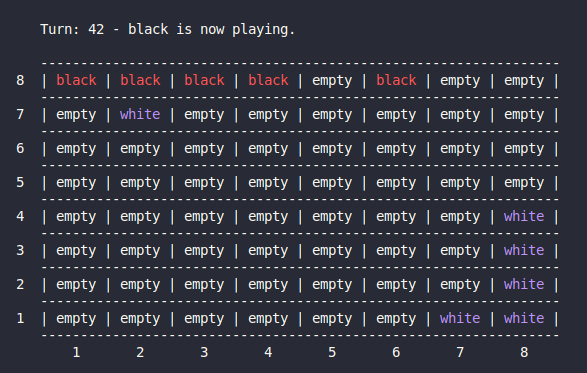 Turn: 42 - black is now playing.
-----------------------------------------------------------------
8 | black | black | black | black | empty | black | empty | empty |
-----------------------------------------------------------------
7 | empty | white | empty | empty | empty | empty | empty | empty |
-----------------------------------------------------------------
6 | empty | empty | empty | empty | empty | empty | empty | empty |
-----------------------------------------------------------------
5 | empty | empty | empty | empty | empty | empty | empty | empty |
-----------------------------------------------------------------
4 | empty | empty | empty | empty | empty | empty | empty | white |
-----------------------------------------------------------------
3 | empty | empty | empty | empty | empty | empty | empty | white |
-----------------------------------------------------------------
2 | empty | empty | empty | empty | empty | empty | empty | white |
-----------------------------------------------------------------
1 | empty | empty | empty | empty | empty | empty | white | white |
-----------------------------------------------------------------
1 2 3 4 5 6 7 8